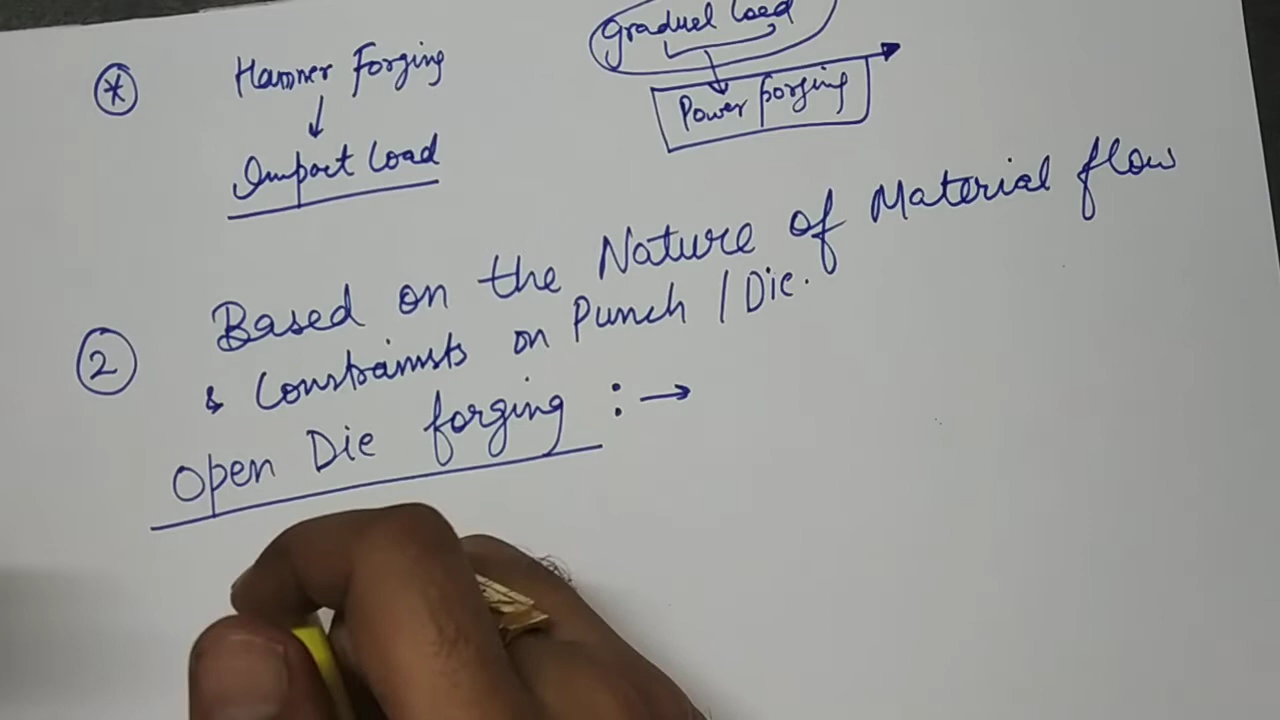 Gradual Load
* Hammer Forging
Power forging
Impact Load
2 Based on the Nature of Material flow
& Constrainsts on Punch / Die.
Open Die forging : →